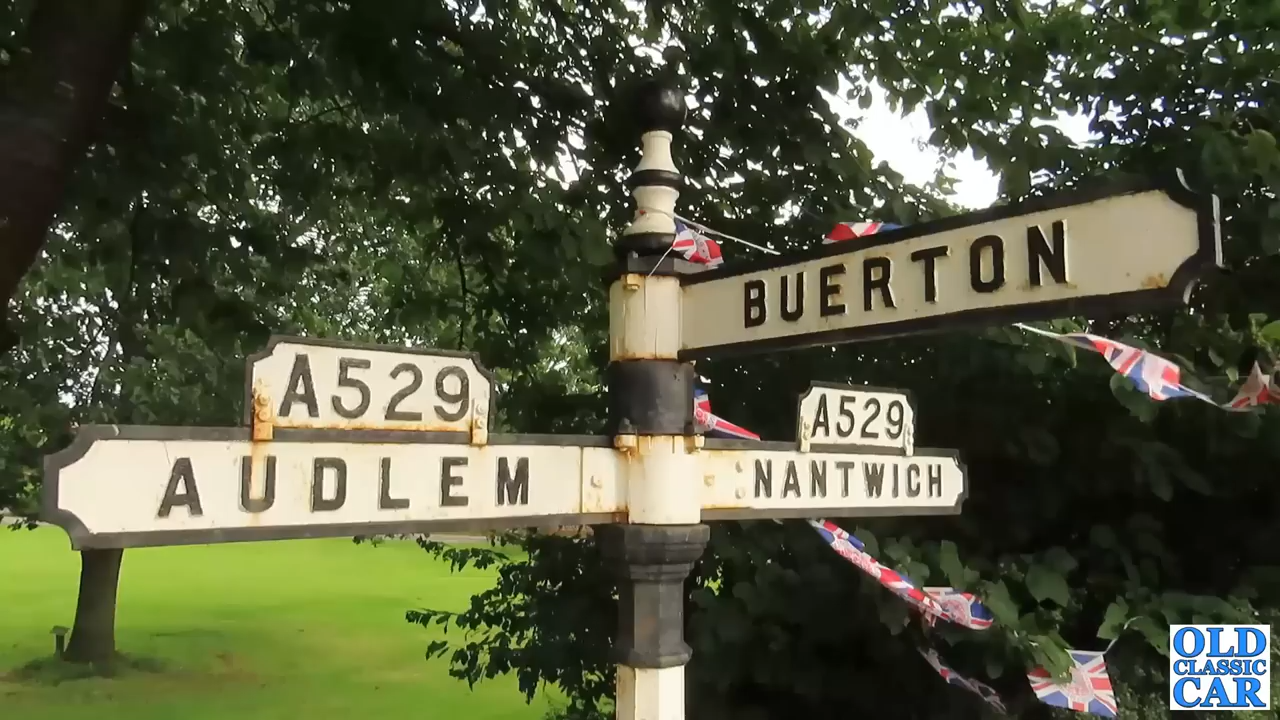 BUERTON
A529
AUDLEM
A529
NANTWICH
OLD
CLASSIC
CAR